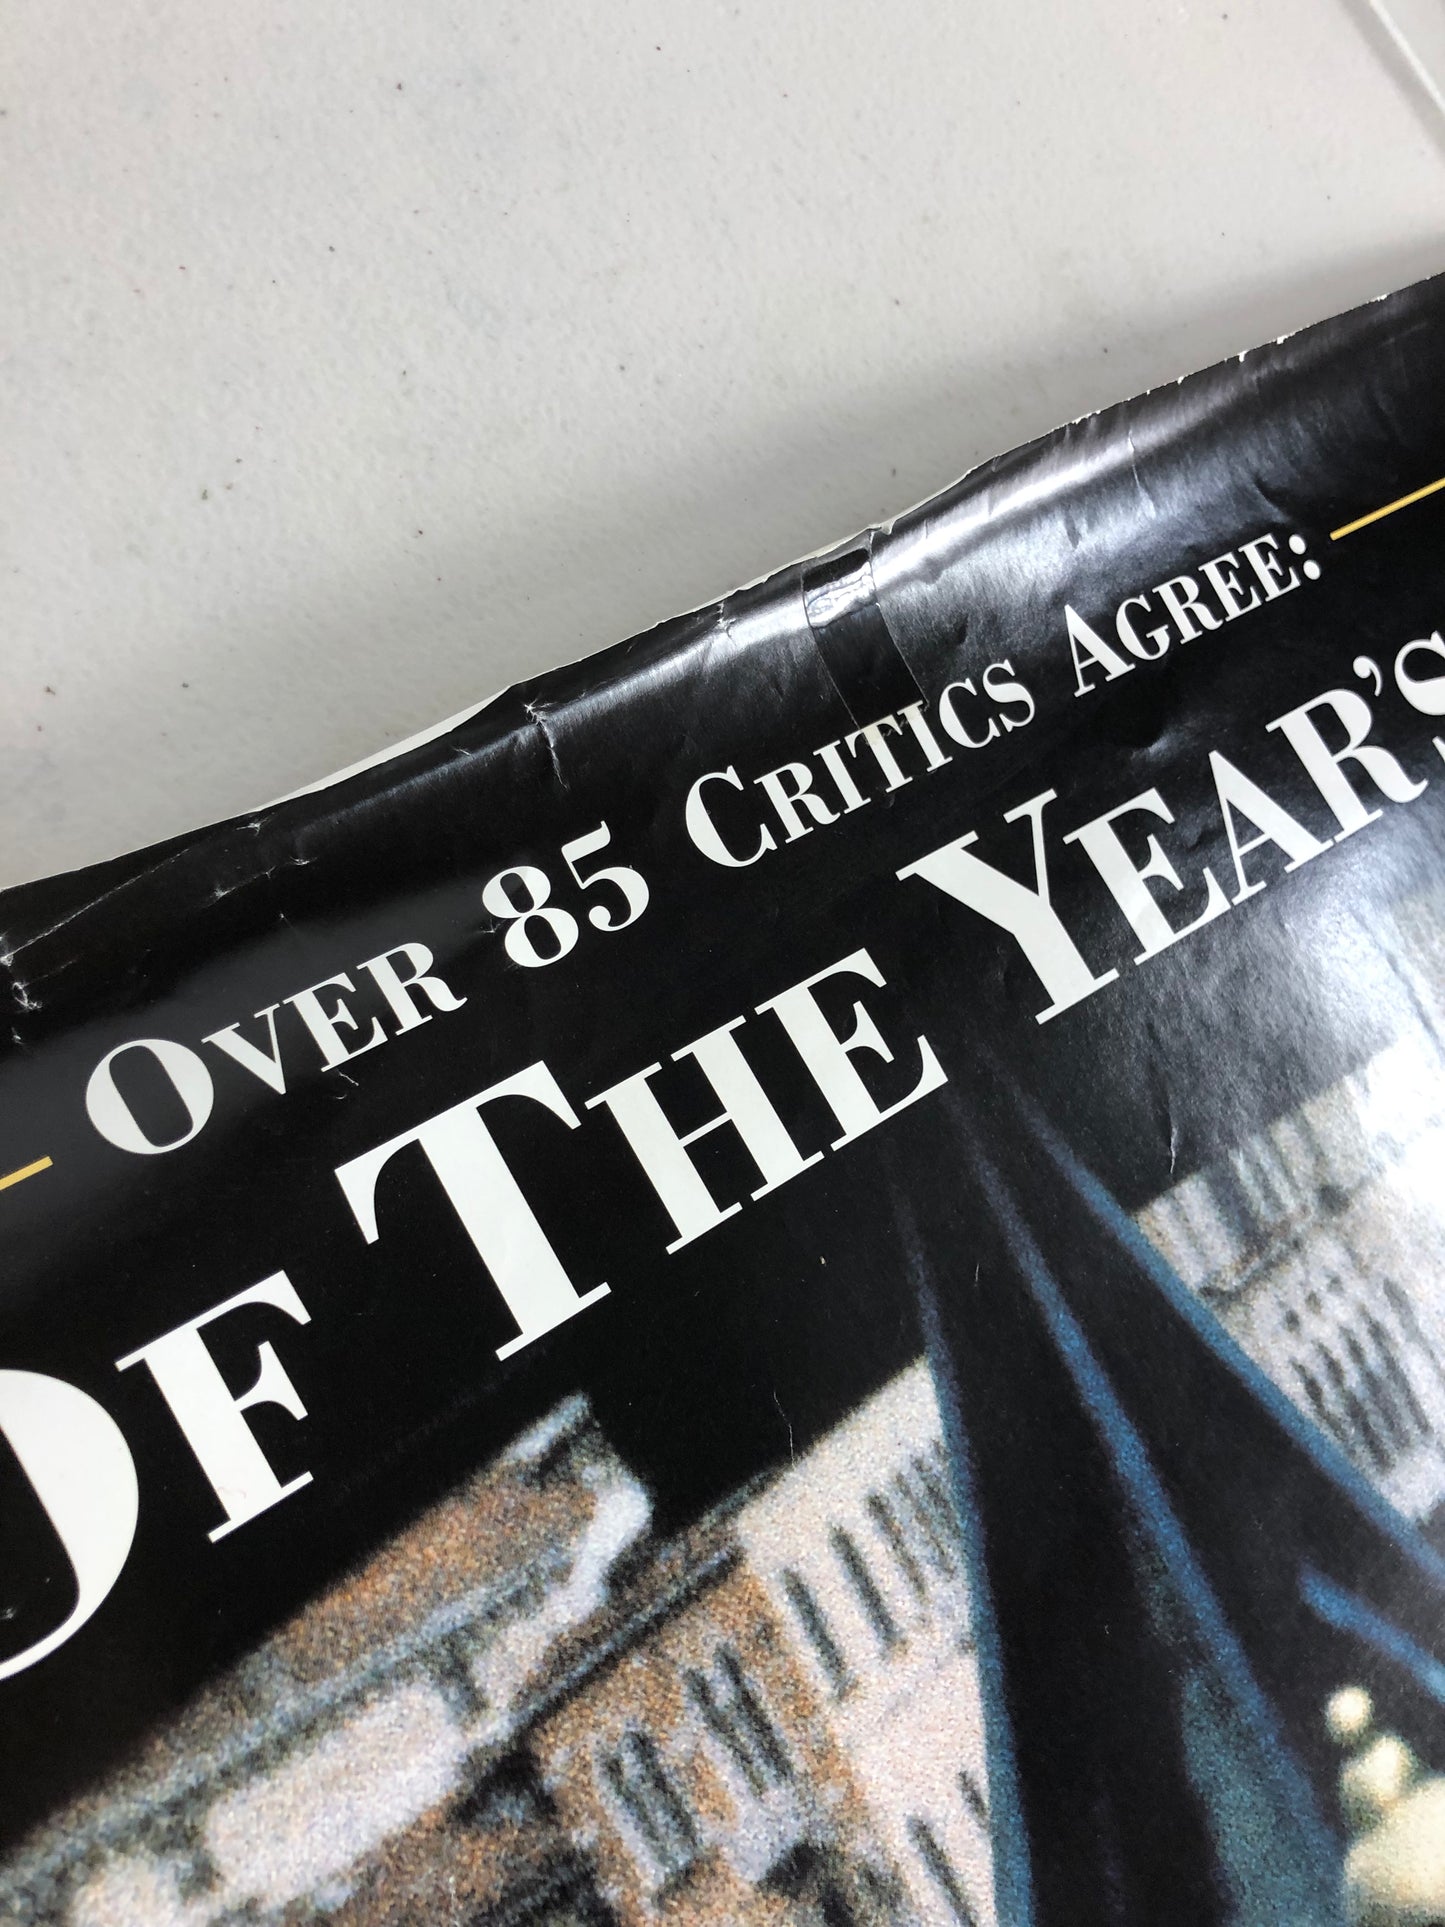 OVER 85 CRITICS AGREE:
OF THE YEAR'S